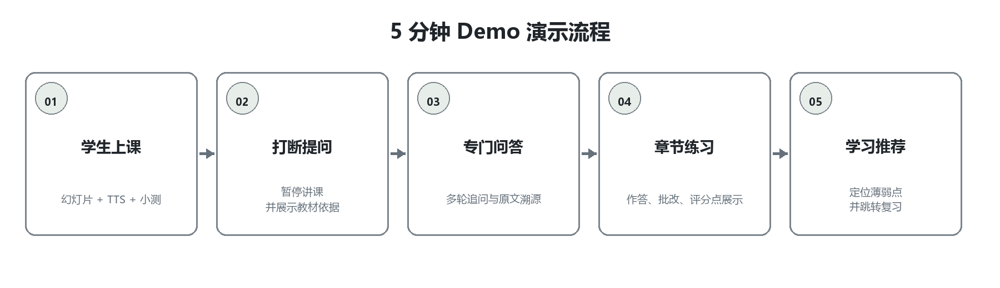 5 分钟 Demo 演示流程
01
学生上课
幻灯片 + TTS + 小测
02
打断提问
暂停讲课
并展示教材依据
03
专门问答
多轮追问与原文溯源
04
章节练习
作答、批改、评分点展示
05
学习推荐
定位薄弱点
并跳转复习